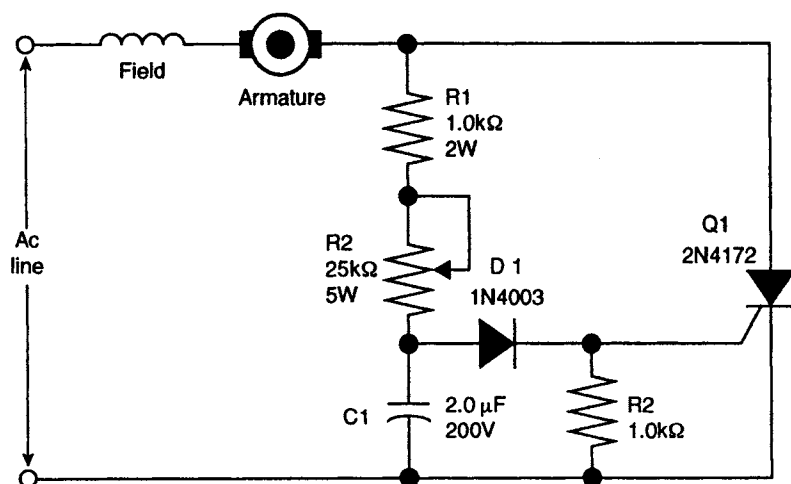 Field
Armature
R1
1.0kΩ
2W
Ac
line
R2
25kΩ
5W
D 1
1N4003
Q1
2N4172
C1
2.0 µF
200V
R2
1.0kΩ